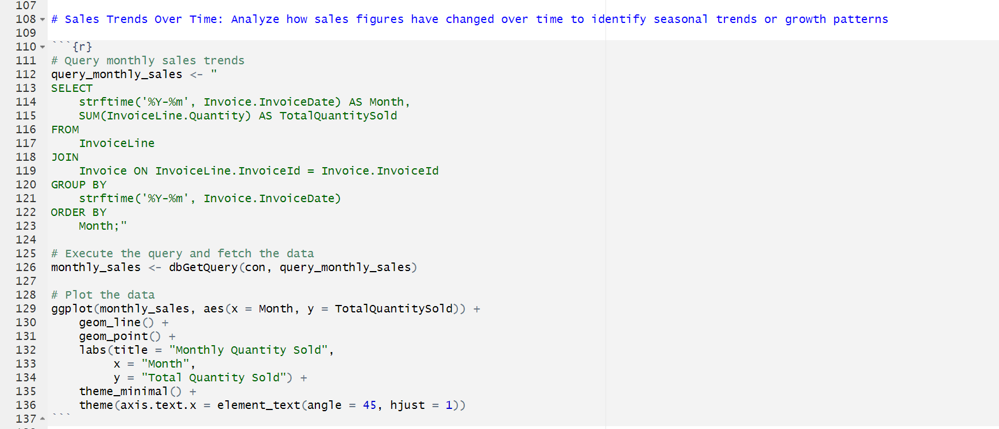 107
108 # Sales Trends Over Time: Analyze how sales figures have changed over time to identify seasonal trends or growth patterns
109
110 ```{r}
111 # Query monthly sales trends
112 query_monthly_sales <- "
113 SELECT
114     strftime('%Y-%m', Invoice.InvoiceDate) AS Month,
115     SUM(InvoiceLine.Quantity) AS TotalQuantitySold
116 FROM
117     InvoiceLine
118 JOIN
119     Invoice ON InvoiceLine.InvoiceId = Invoice.InvoiceId
120 GROUP BY
121     strftime('%Y-%m', Invoice.InvoiceDate)
122 ORDER BY
123     Month;"
124
125 # Execute the query and fetch the data
126 monthly_sales <- dbGetQuery(con, query_monthly_sales)
127
128 # Plot the data
129 ggplot(monthly_sales, aes(x = Month, y = TotalQuantitySold)) +
130     geom_line() +
131     geom_point() +
132     labs(title = "Monthly Quantity Sold",
133          x = "Month",
134          y = "Total Quantity Sold") +
135     theme_minimal() +
136     theme(axis.text.x = element_text(angle = 45, hjust = 1))
137 ```